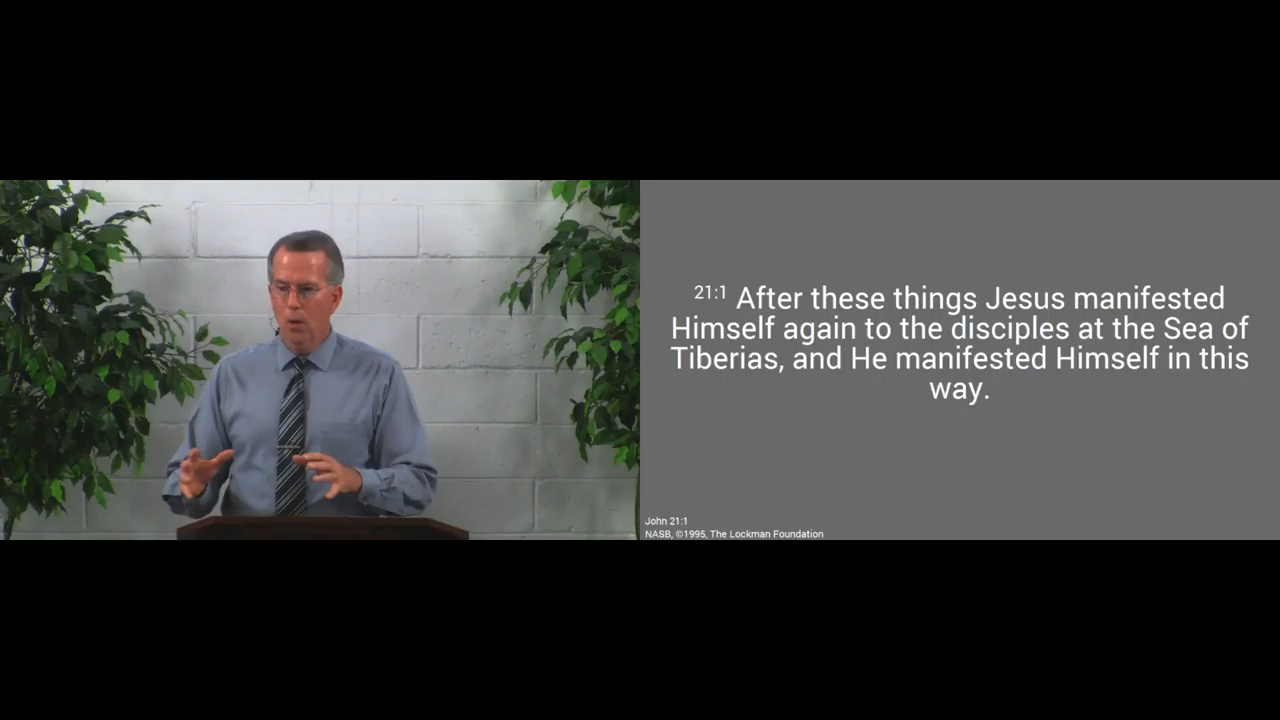 21:1 After these things Jesus manifested
Himself again to the disciples at the Sea of
Tiberias, and He manifested Himself in this
way.
John 21:1
NASB, ©1995, The Lockman Foundation